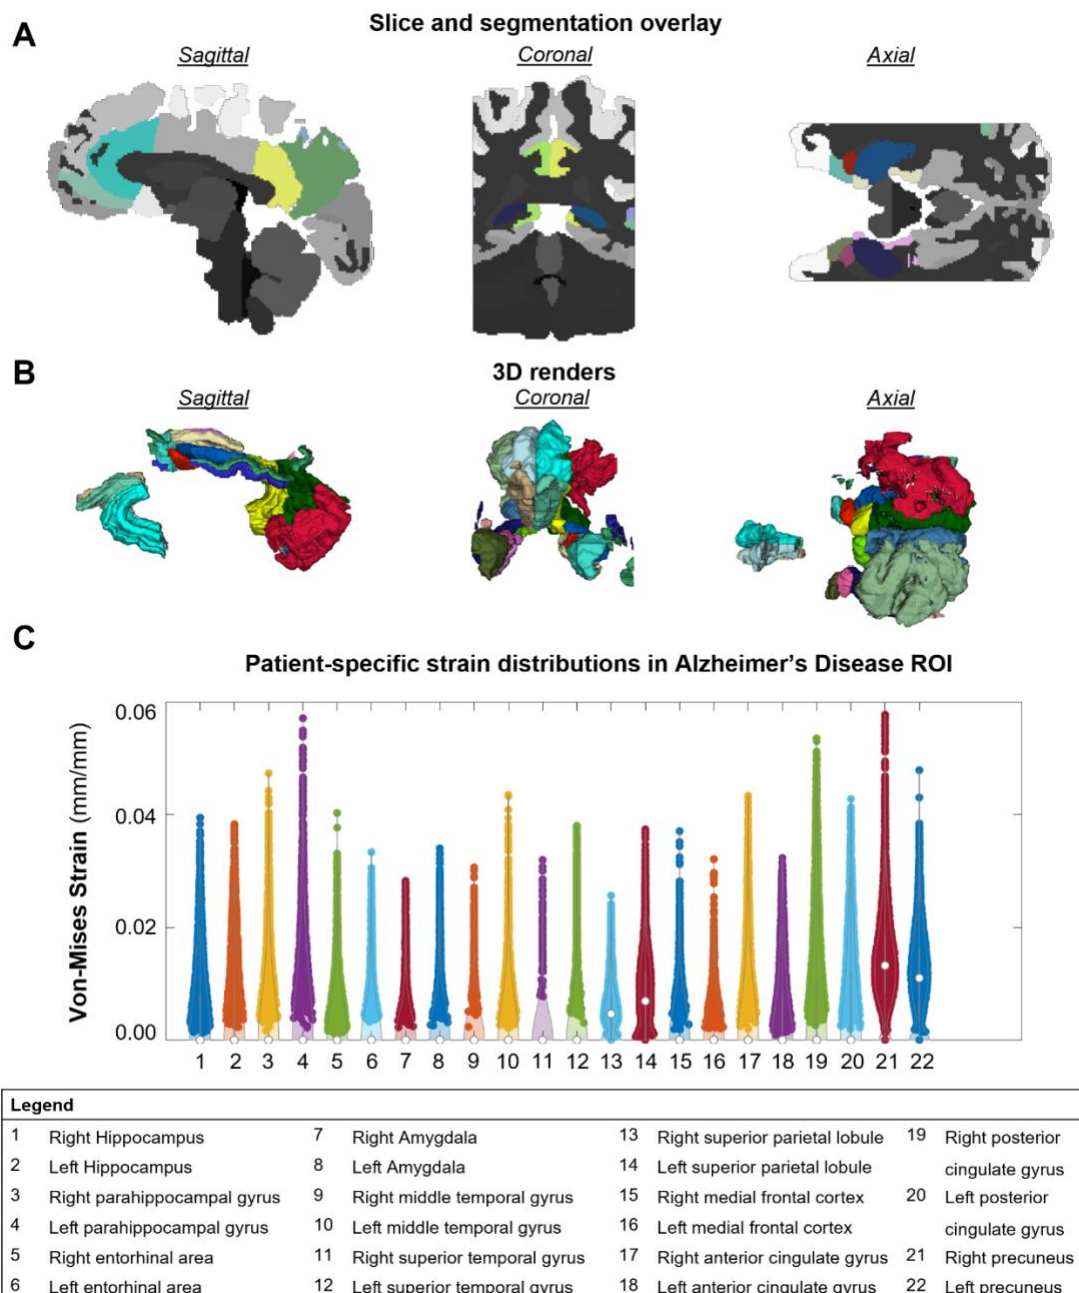 A
Slice and segmentation overlay
Sagittal
Coronal
Axial
B
3D renders
Sagittal
Coronal
Axial
C
Patient-specific strain distributions in Alzheimer's Disease ROI
Von-Mises Strain (mm/mm)
0.06
0.04
0.02
0.00
1 2 3 4 5 6 7 8 9 10 11 12 13 14 15 16 17 18 19 20 21 22
Legend
1 Right Hippocampus
2 Left Hippocampus
3 Right parahippocampal gyrus
4 Left parahippocampal gyrus
5 Right entorhinal area
6 Left entorhinal area
7 Right Amygdala
8 Left Amygdala
9 Right middle temporal gyrus
10 Left middle temporal gyrus
11 Right superior temporal gyrus
12 Left superior temporal gyrus
13 Right superior parietal lobule
14 Left superior parietal lobule
15 Right medial frontal cortex
16 Left medial frontal cortex
17 Right anterior cingulate gyrus
18 Left anterior cingulate gyrus
19 Right posterior
cingulate gyrus
20 Left posterior
cingulate gyrus
21 Right precuneus
22 Left precuneus